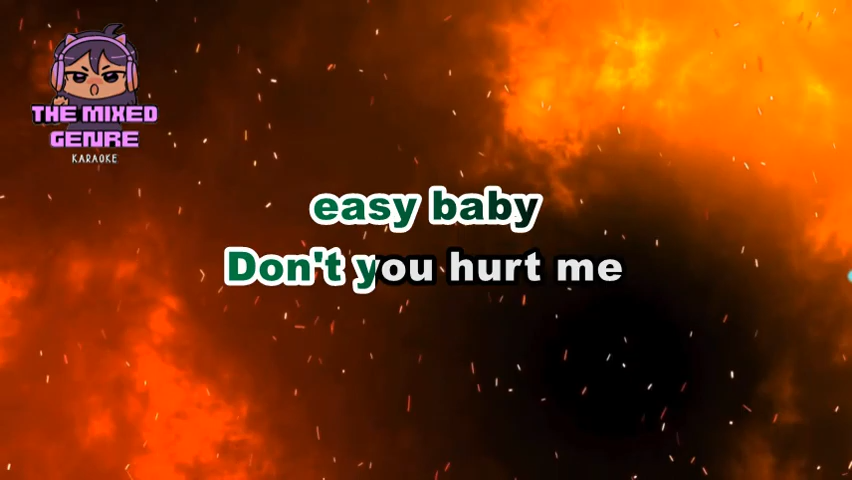 THE MIXED
GENRE
KARAOKE
easy baby
Don't you hurt me